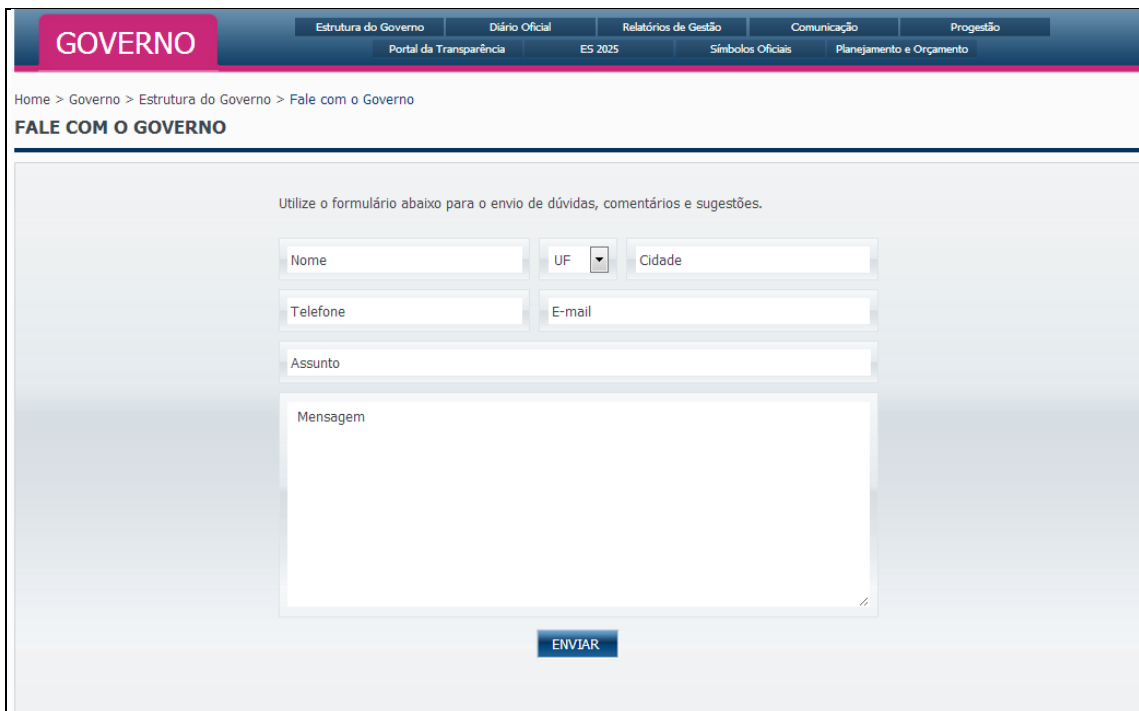 GOVERNO
Estrutura do Governo Diário Oficial Relatórios de Gestão Comunicação Progestão
Portal da Transparência ES 2025 Símbolos Oficiais Planejamento e Orçamento
Home > Governo > Estrutura do Governo > Fale com o Governo
FALE COM O GOVERNO
Utilize o formulário abaixo para o envio de dúvidas, comentários e sugestões.
Nome UF Cidade
Telefone E-mail
Assunto
Mensagem
ENVIAR